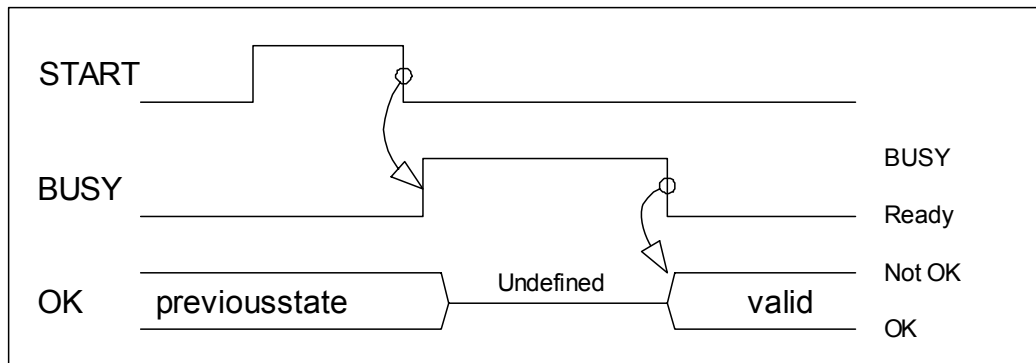 START
BUSY
BUSY
Ready
Undefined
Not OK
OK
previousstate
valid
OK